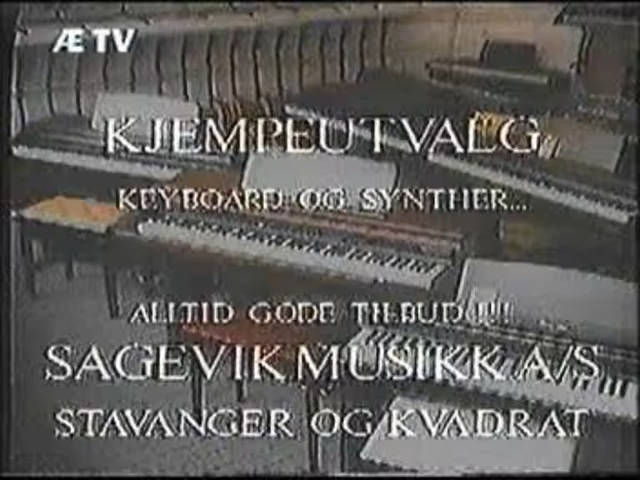 ÆTV
KJEMPEUTVALG
KEYBOARD OG SYNTHER...
ALLTID GODE TILBUD !!!
SAGEVIK MUSIKK A/S
STAVANGER OG KVADRAT